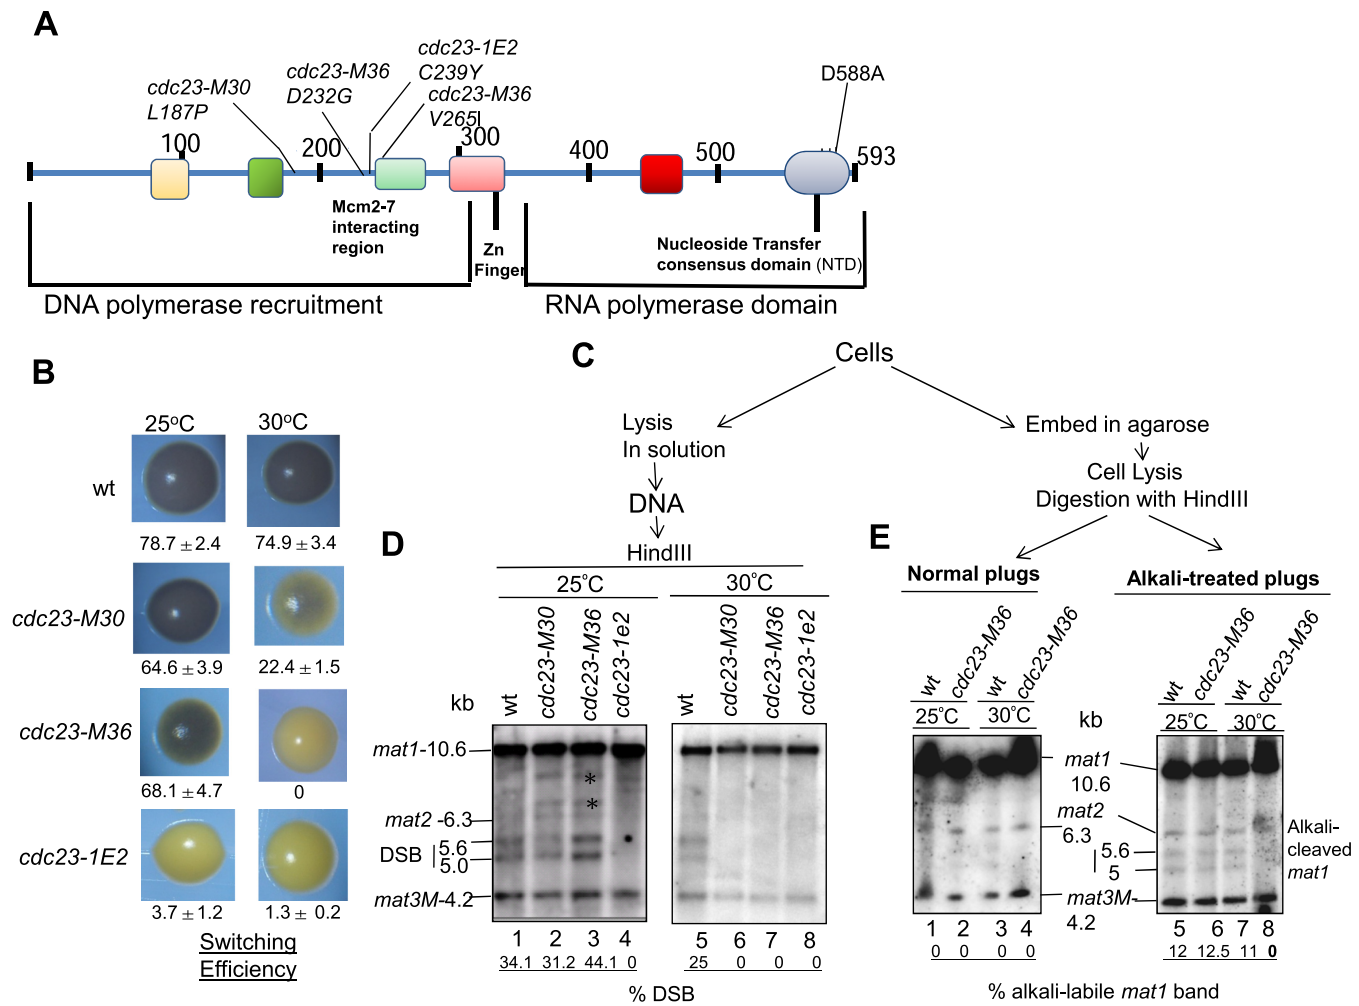 A
cdc23-M30
L187P
cdc23-M36
D232G
cdc23-1E2
C239Y
cdc23-M36
V265I
D588A
100
200
300
400
500
593
Mcm2-7
interacting
region
Zn
Finger
Nucleoside Transfer
consensus domain (NTD)
DNA polymerase recruitment
RNA polymerase domain
B
25°C 30°C
wt
78.7 ± 2.4 74.9 ± 3.4
cdc23-M30
64.6 ± 3.9 22.4 ± 1.5
cdc23-M36
68.1 ± 4.7 0
cdc23-1E2
3.7 ± 1.2 1.3 ± 0.2
Switching
Efficiency
C
Cells
Lysis
In solution
DNA
HindIII
Embed in agarose
Cell Lysis
Digestion with HindIII
D
25°C 30°C
wt cdc23-M30 cdc23-M36 cdc23-1e2
wt cdc23-M30 cdc23-M36 cdc23-1e2
kb
mat1-10.6
*
*
mat2 -6.3
DSB 5.6
5.0
mat3M-4.2
1 2 3 4 5 6 7 8
34.1 31.2 44.1 0 25 0 0 0
% DSB
E
Normal plugs Alkali-treated plugs
wt cdc23-M36 wt cdc23-M36
wt cdc23-M36 wt cdc23-M36
25°C 30°C kb 25°C 30°C
mat1
10.6
mat2
6.3
5.6
5
mat3M-
4.2
Alkali-
cleaved
mat1
1 2 3 4 5 6 7 8
0 0 0 0 12 12.5 11 0
% alkali-labile mat1 band